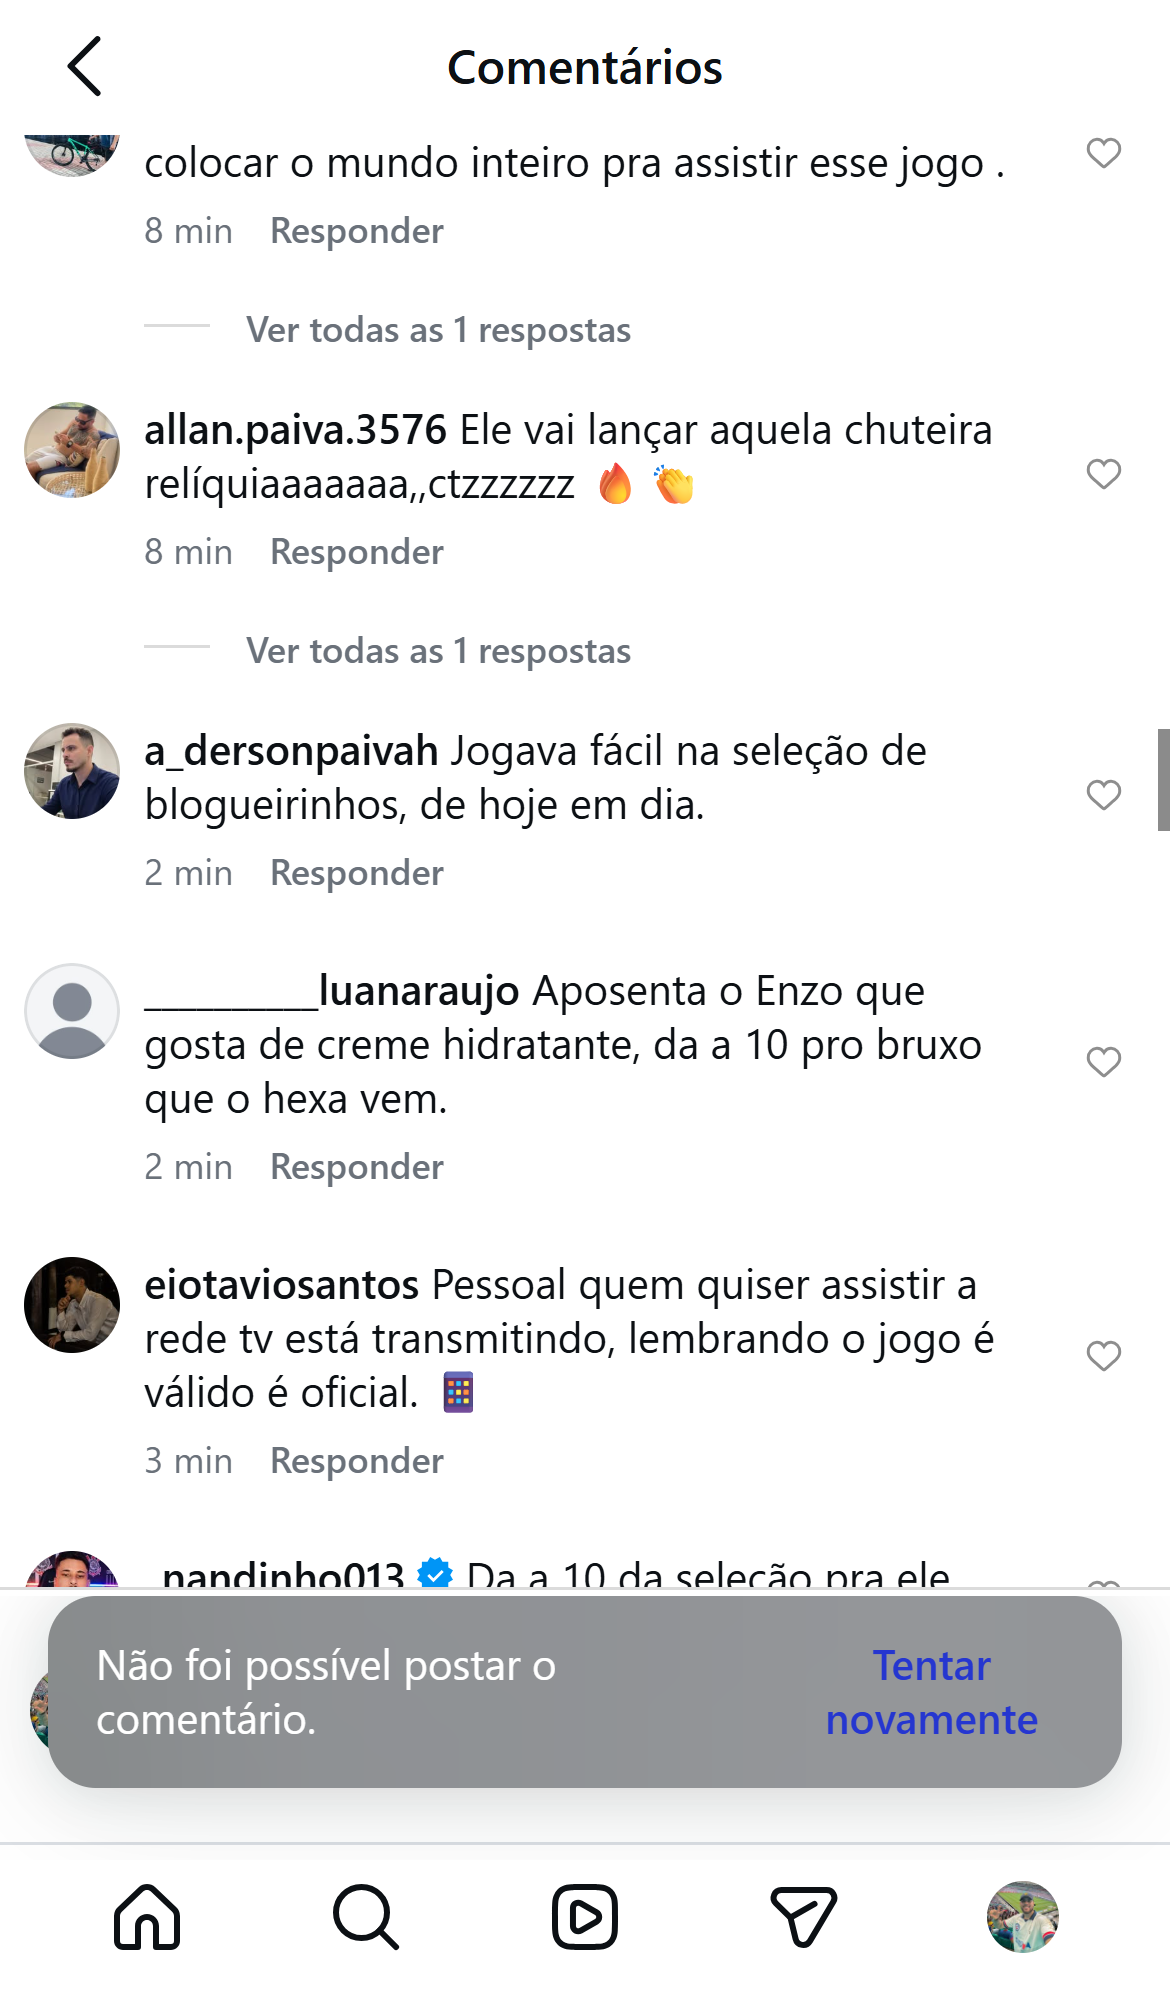 Comentários
colocar o mundo inteiro pra assistir esse jogo .
8 min Responder
Ver todas as 1 respostas
allan.paiva.3576 Ele vai lançar aquela chuteira
relíquiaaaaaaa,,ctzzzzzz 🔥 👏
8 min Responder
Ver todas as 1 respostas
a_dersonpaivah Jogava fácil na seleção de
blogueirinhos, de hoje em dia.
2 min Responder
__________luanaraujo Aposenta o Enzo que
gosta de creme hidratante, da a 10 pro bruxo
que o hexa vem.
2 min Responder
eiotaviosantos Pessoal quem quiser assistir a
rede tv está transmitindo, lembrando o jogo é
válido é oficial. 📱
3 min Responder
_nandinho013 Da a 10 da seleção pra ele
Não foi possível postar o
comentário.
Tentar
novamente